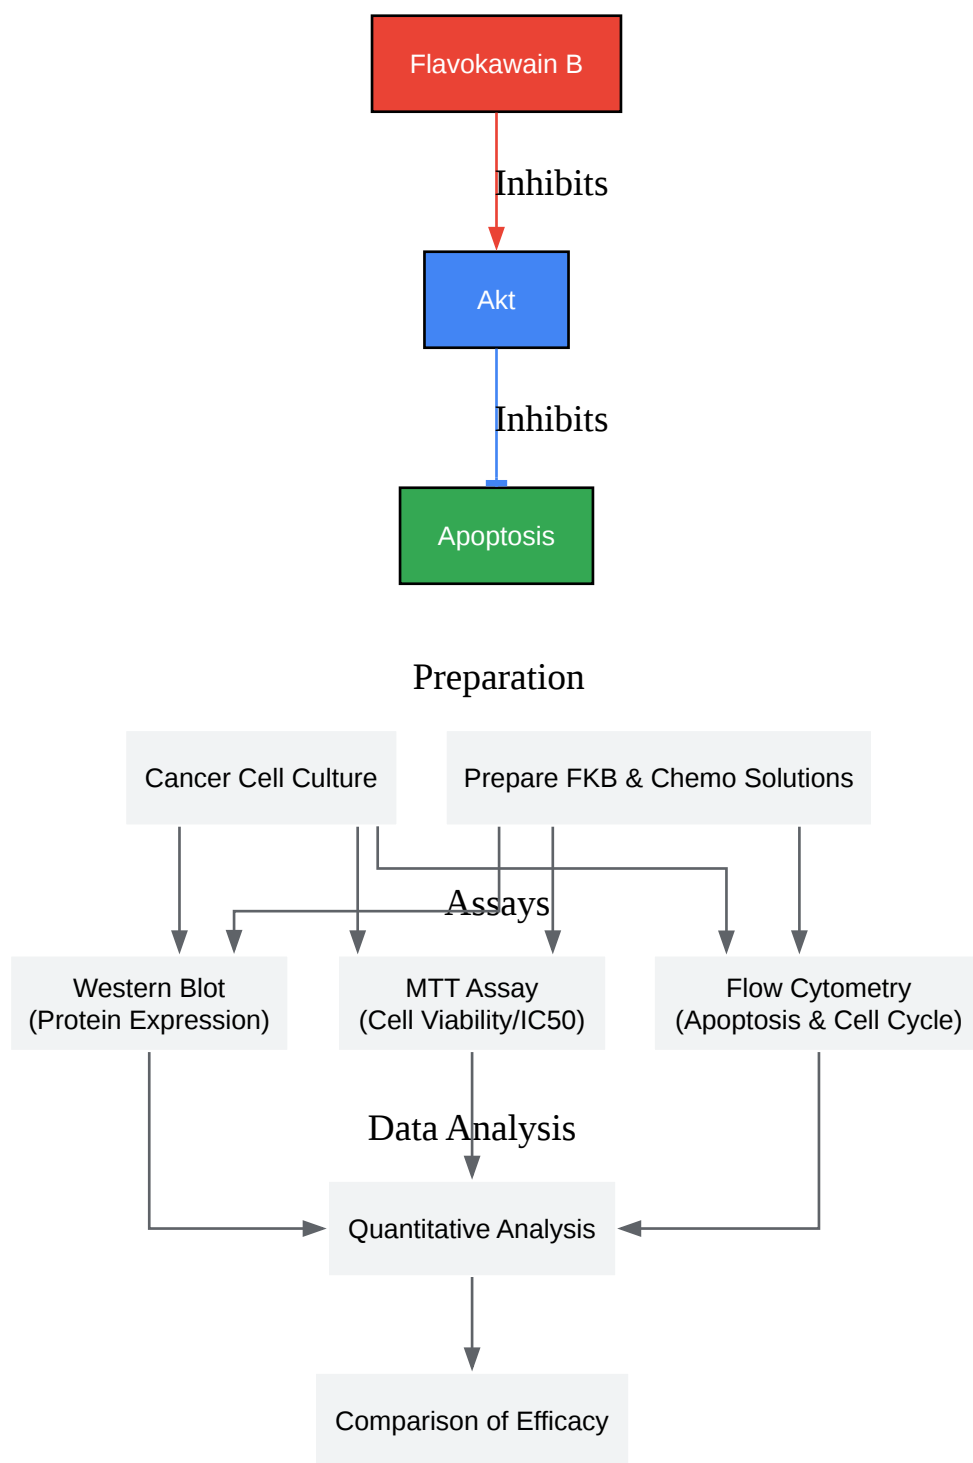 Flavokawain B
Inhibits
Akt
Inhibits
Apoptosis
Preparation
Cancer Cell Culture
Prepare FKB & Chemo Solutions
Assays
Western Blot
(Protein Expression)
MTT Assay
(Cell Viability/IC50)
Flow Cytometry
(Apoptosis & Cell Cycle)
Data Analysis
Quantitative Analysis
Comparison of Efficacy